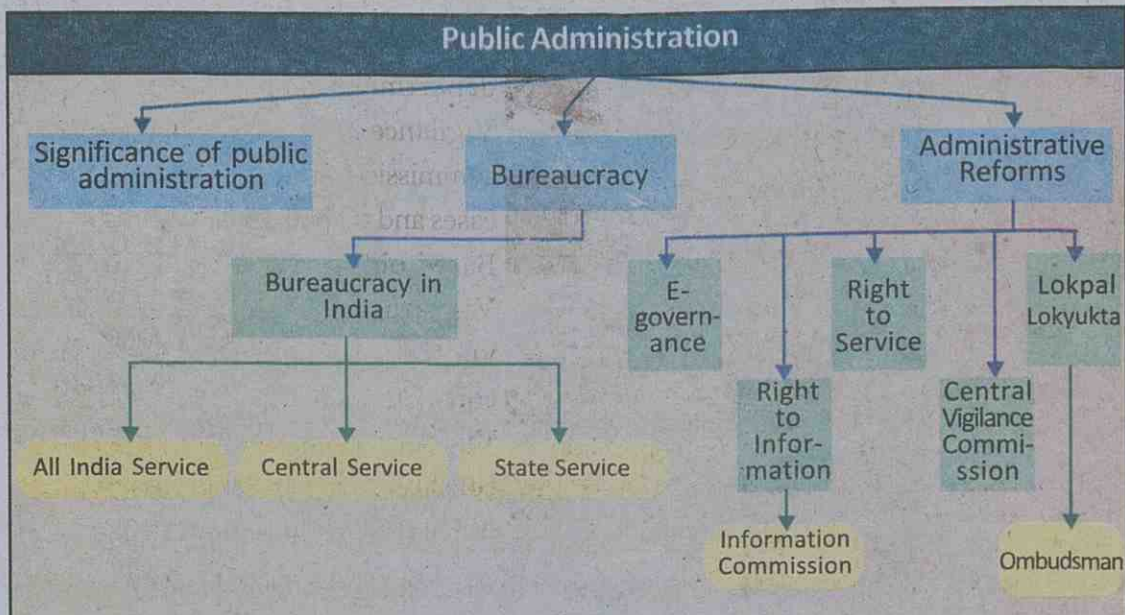 Public Administration
Significance of public
administration
Bureaucracy
Administrative
Reforms
Bureaucracy in
India
E-
govern-
ance
Right
to
Service
Lokpal
Lokyukta
Right
to
Infor-
mation
Central
Vigilance
Commi-
ssion
All India Service
Central Service
State Service
Information
Commission
Ombudsman